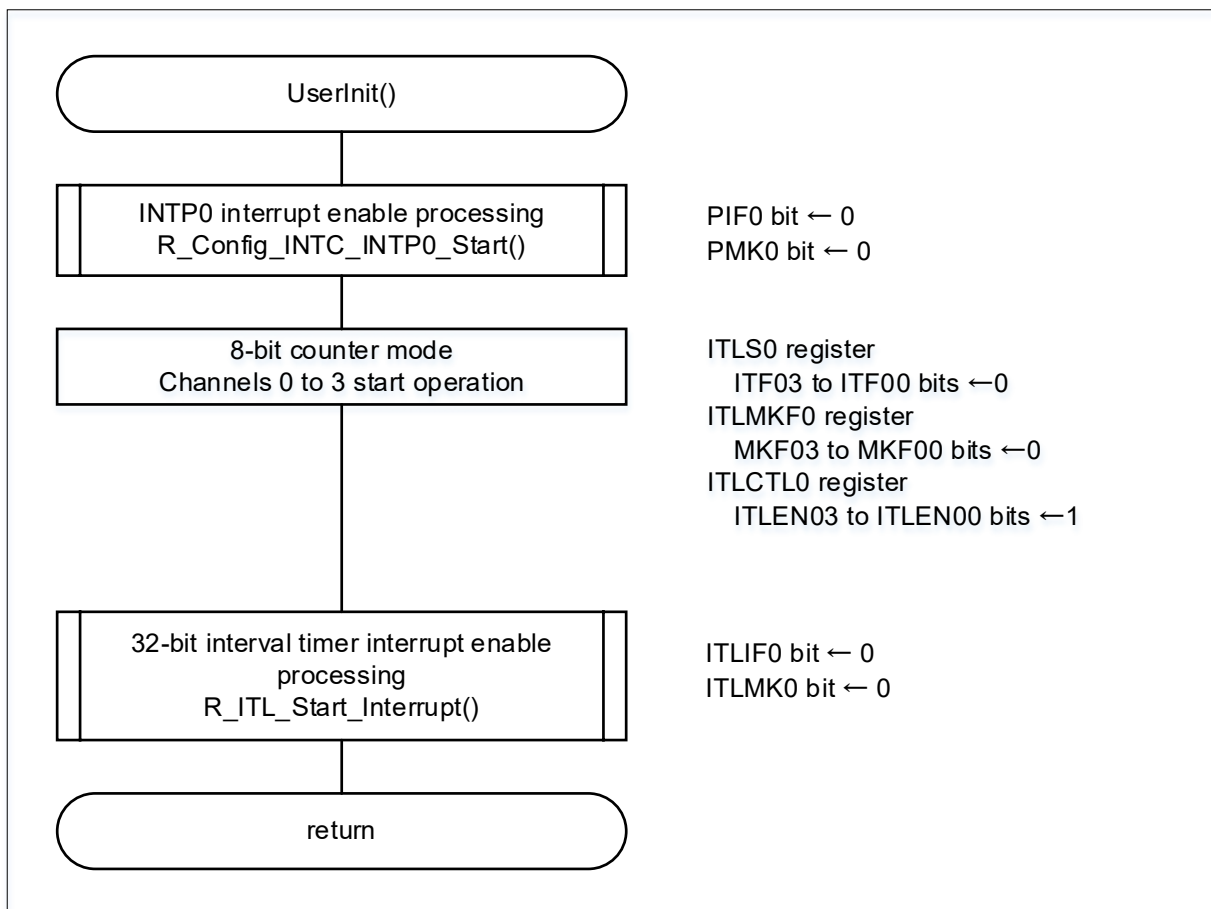 UserInit()
INTP0 interrupt enable processing
R_Config_INTC_INTP0_Start()
PIF0 bit ← 0
PMK0 bit ← 0
8-bit counter mode
Channels 0 to 3 start operation
ITLS0 register
ITF03 to ITF00 bits ←0
ITLMKF0 register
MKF03 to MKF00 bits ←0
ITLCTL0 register
ITLEN03 to ITLEN00 bits ←1
32-bit interval timer interrupt enable
processing
R_ITL_Start_Interrupt()
ITLIF0 bit ← 0
ITLMK0 bit ← 0
return